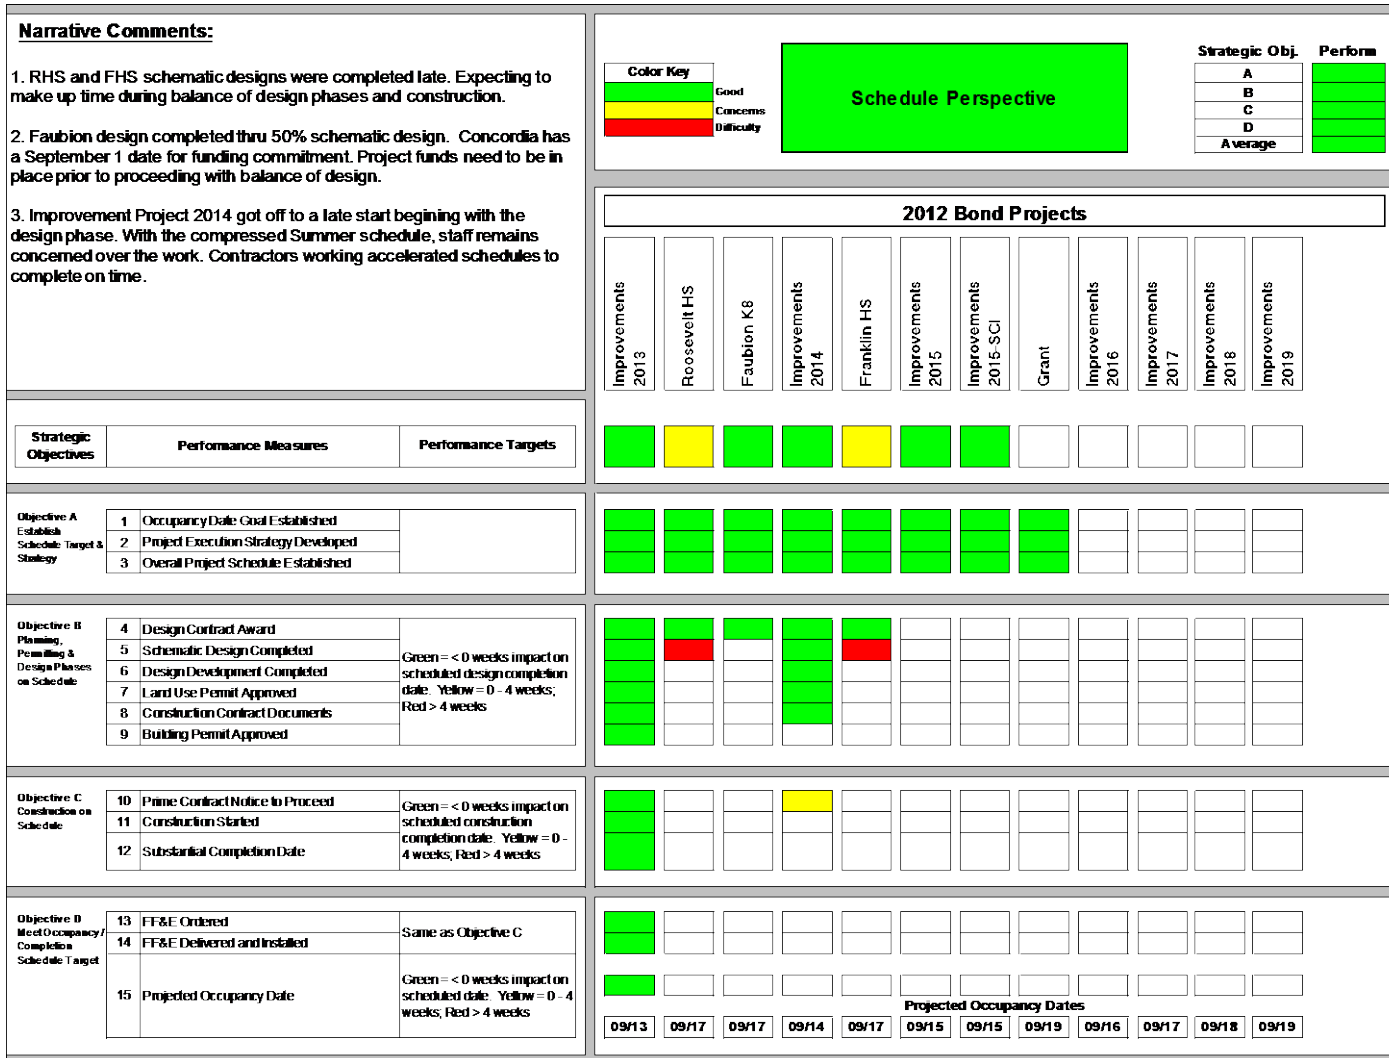 Narrative Comments:
1. RHS and FHS schematic designs were completed late. Expecting to
make up time during balance of design phases and construction.
2. Faubion design completed thru 50% schematic design. Concordia has
a September 1 date for funding commitment. Project funds need to be in
place prior to proceeding with balance of design.
3. Improvement Project 2014 got off to a late start begining with the
design phase. With the compressed Summer schedule, staff remains
concerned over the work. Contractors working accelerated schedules to
complete on time.
Color Key
Good
Concerns
Difficulty
Schedule Perspective
Strategic Obj. Perform
A
B
C
D
Average
2012 Bond Projects
Improvements 2013
Roosevelt HS
Faubion K8
Improvements 2014
Franklin HS
Improvements 2015
Improvements 2015-SCI
Grant
Improvements 2016
Improvements 2017
Improvements 2018
Improvements 2019
Strategic
Objectives
Performance Measures
Performance Targets
Objective A
Establish
Schedule Target &
Strategy
1 Occupancy Date Goal Established
2 Project Execution Strategy Developed
3 Overall Project Schedule Established
Objective B
Planning,
Permitting &
Design Phases
on Schedule
4 Design Contract Award
5 Schematic Design Completed
6 Design Development Completed
7 Land Use Permit Approved
8 Construction Contract Documents
9 Building Permit Approved
Green = < 0 weeks impact on
scheduled design completion
date. Yellow = 0 - 4 weeks;
Red > 4 weeks
Objective C
Construction on
Schedule
10 Prime Contract Notice to Proceed
11 Construction Started
12 Substantial Completion Date
Green = < 0 weeks impact on
scheduled construction
completion date. Yellow = 0 -
4 weeks; Red > 4 weeks
Objective D
Meet Occupancy /
Completion
Schedule Target
13 FF&E Ordered
14 FF&E Delivered and Installed
Same as Objective C
15 Projected Occupancy Date
Green = < 0 weeks impact on
scheduled date. Yellow = 0 - 4
weeks; Red > 4 weeks
Projected Occupancy Dates
09/13 09/17 09/17 09/14 09/17 09/15 09/15 09/19 09/16 09/17 09/18 09/19